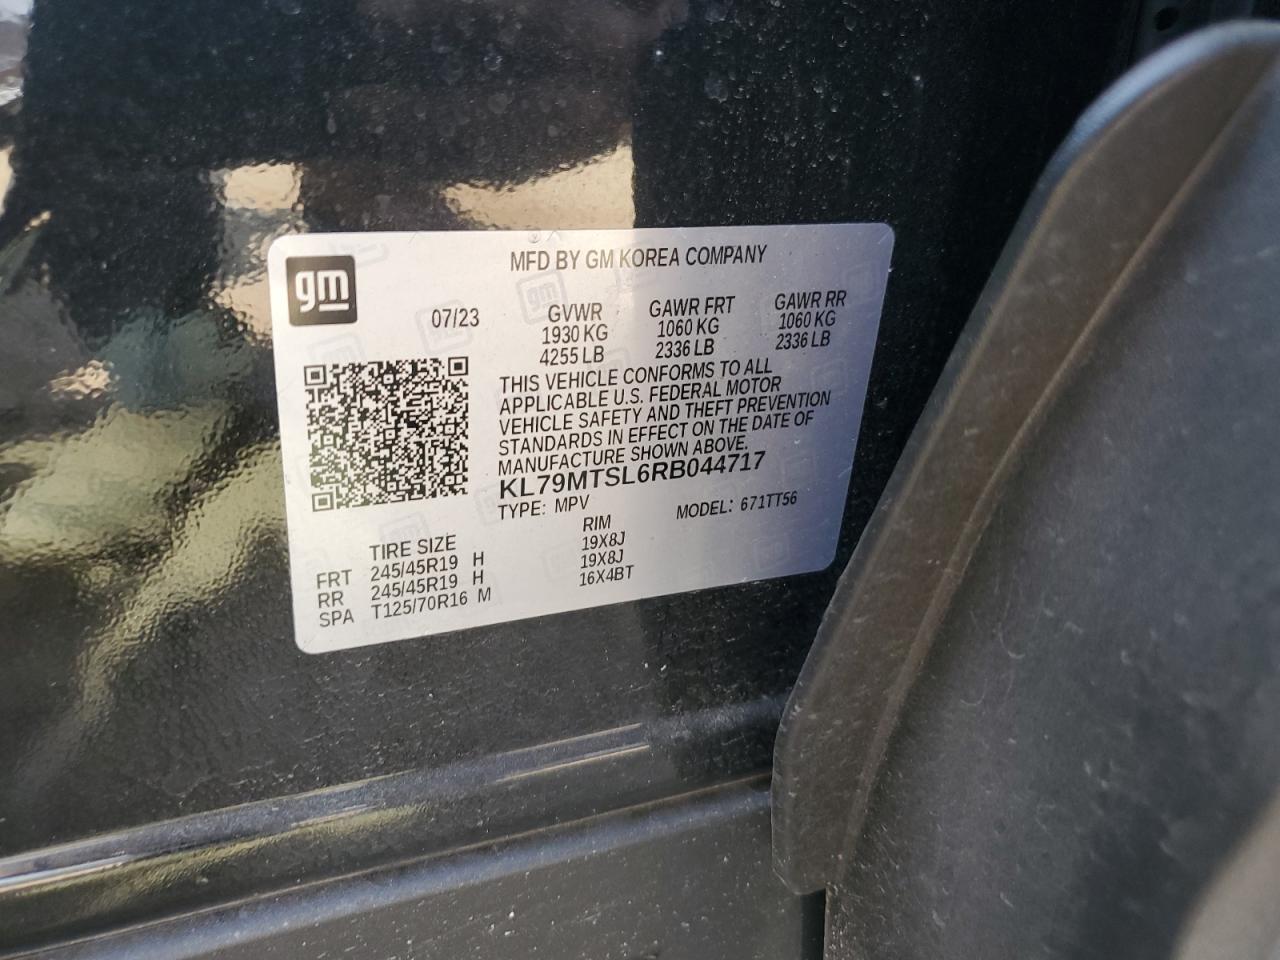 gm
MFD BY GM KOREA COMPANY
07/23
GVWR GAWR FRT GAWR RR
1930 KG 1060 KG 1060 KG
4255 LB 2336 LB 2336 LB
THIS VEHICLE CONFORMS TO ALL
APPLICABLE U.S. FEDERAL MOTOR
VEHICLE SAFETY AND THEFT PREVENTION
STANDARDS IN EFFECT ON THE DATE OF
MANUFACTURE SHOWN ABOVE.
KL79MTSL6RB044717
TYPE: MPV MODEL: 671TT56
TIRE SIZE RIM
FRT 245/45R19 H 19X8J
RR 245/45R19 H 19X8J
SPA T125/70R16 M 16X4BT